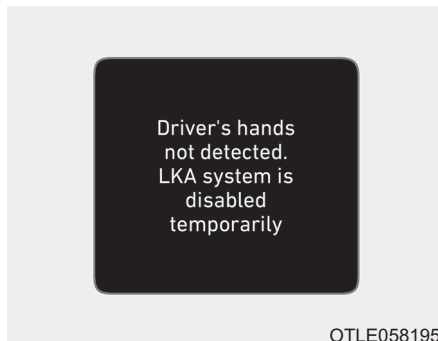 Driver's hands
not detected.
LKA system is
disabled
temporarily
OTLE058195